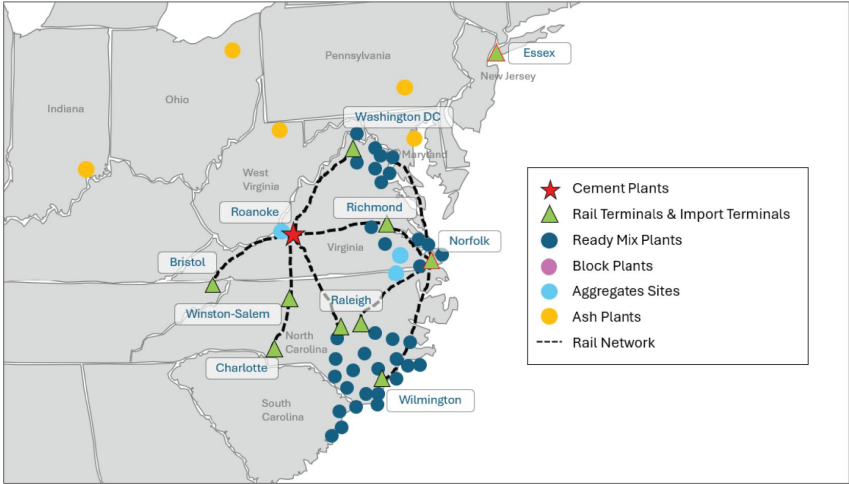 Pennsylvania
Essex
New Jersey
Indiana
Ohio
Washington DC
Maryland
West
Virginia
Roanoke
Richmond
Virginia
Norfolk
Bristol
Winston-Salem
Raleigh
North
Carolina
Charlotte
South
Carolina
Wilmington
Cement Plants
Rail Terminals & Import Terminals
Ready Mix Plants
Block Plants
Aggregates Sites
Ash Plants
Rail Network